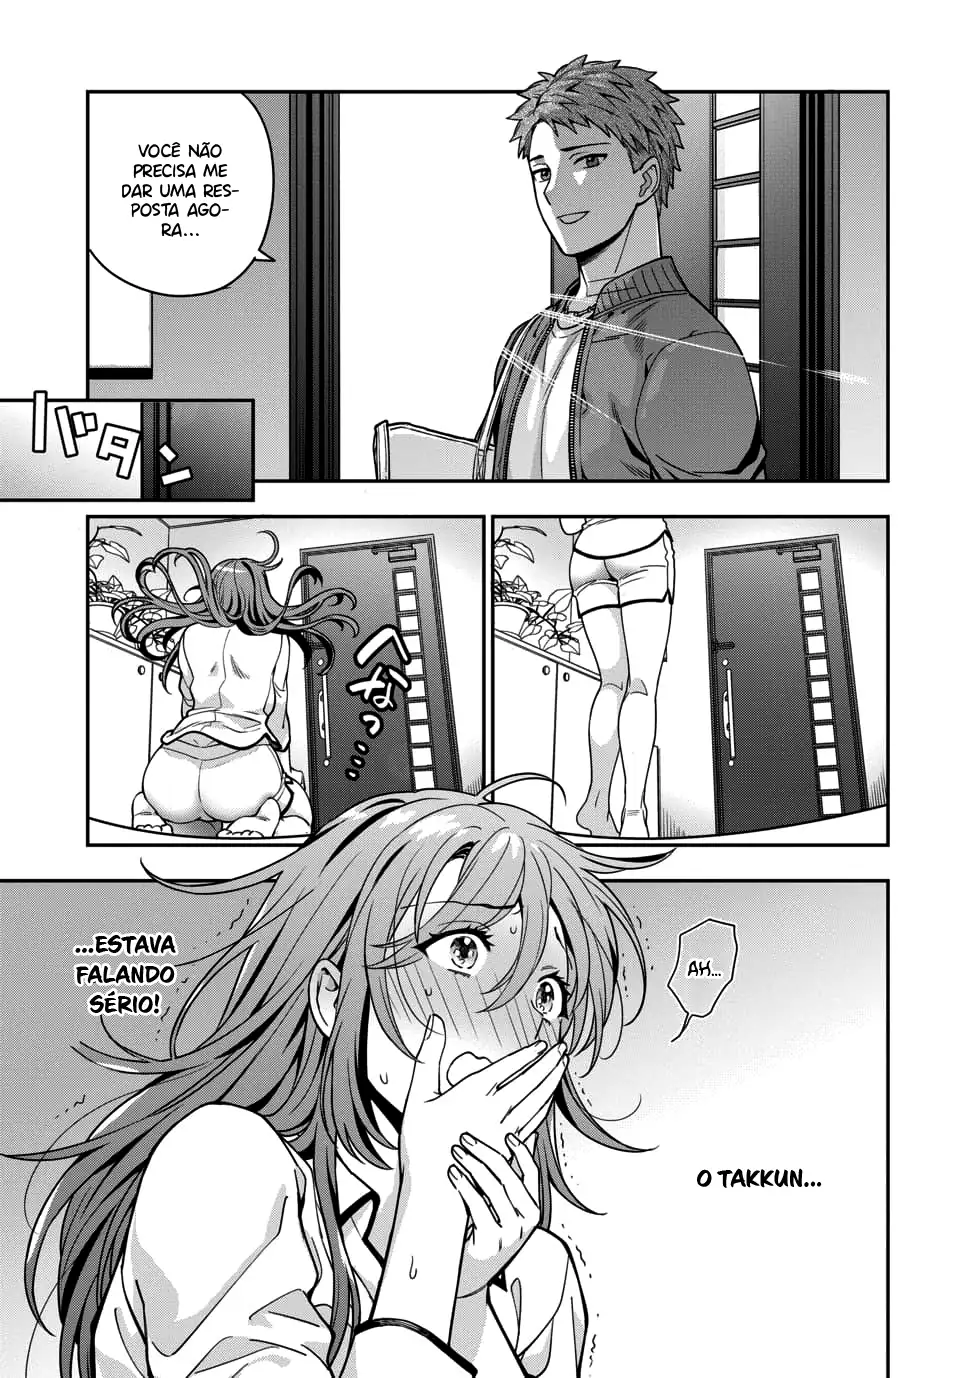 VOCÊ NÃO
PRECISA ME
DAR UMA RES-
POSTA AGO-
RA...
バタン
へなっ…
AH...
O TAKKUN...
...ESTAVA
FALANDO
SÉRIO!